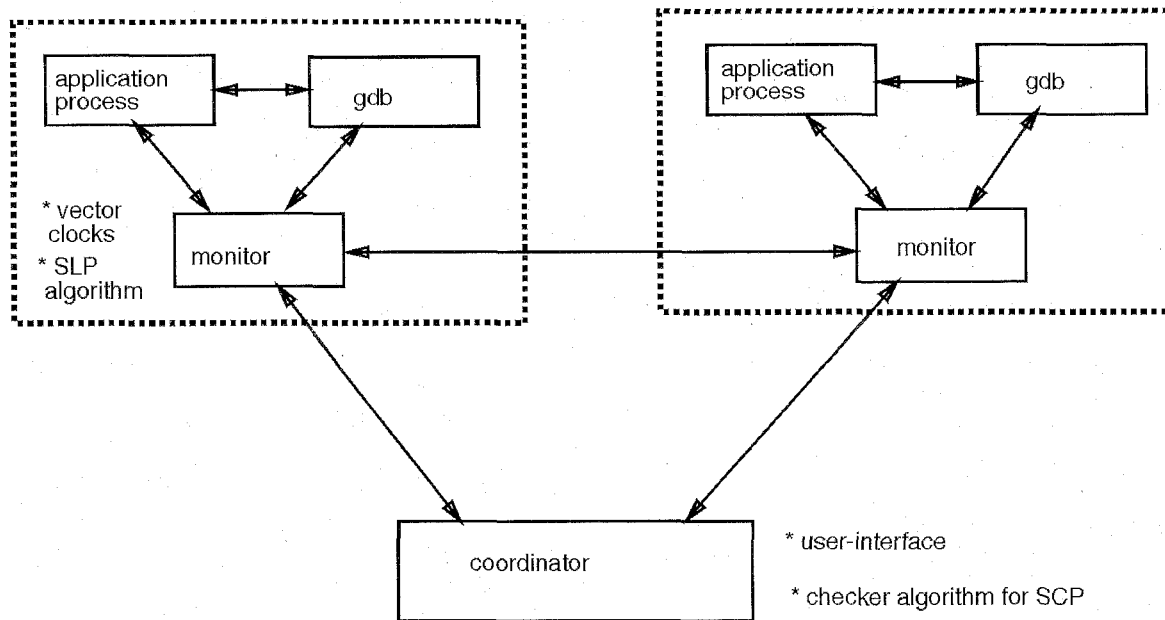 application
process
gdb
application
process
gdb
* vector
clocks
* SLP
algorithm
monitor
monitor
coordinator
* user-interface
* checker algorithm for SCP